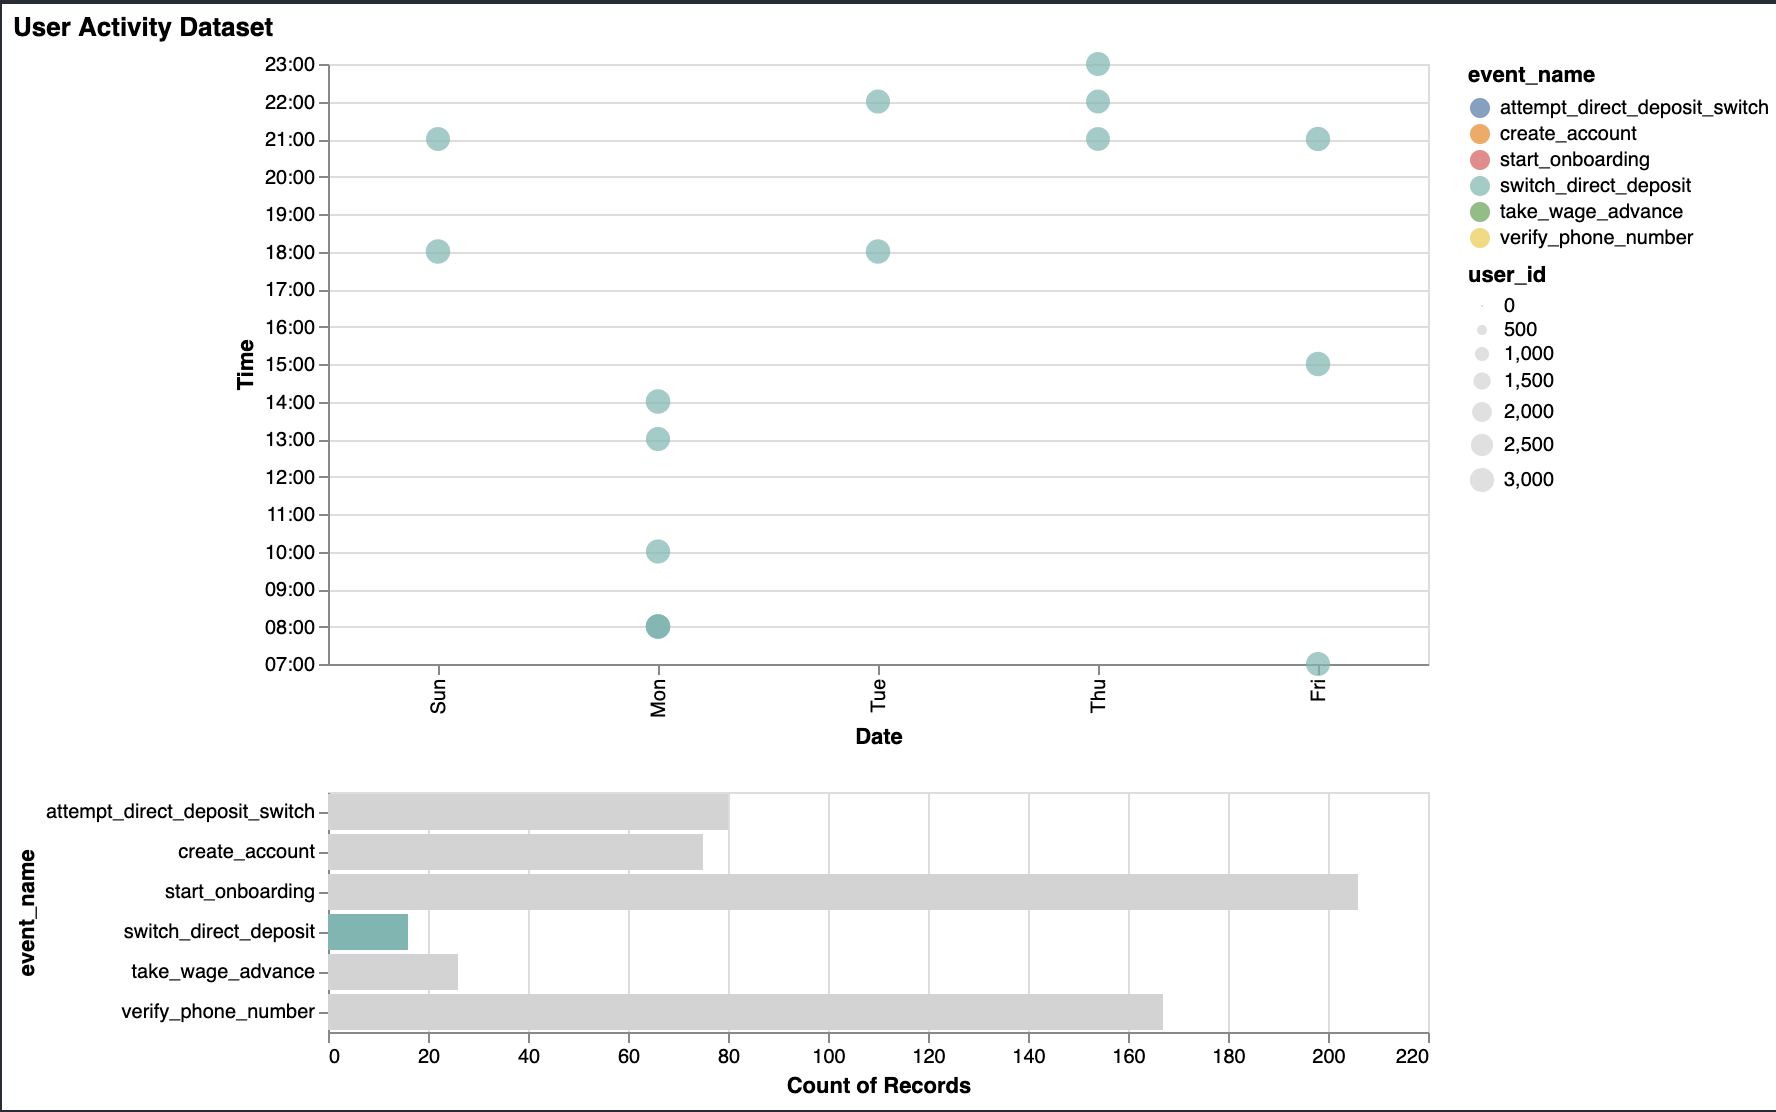 User Activity Dataset
23:00
22:00
21:00
20:00
19:00
18:00
17:00
16:00
15:00
14:00
13:00
12:00
11:00
10:00
09:00
08:00
07:00
Time
Sun
Mon
Tue
Thu
Fri
Date
event_name
attempt_direct_deposit_switch
create_account
start_onboarding
switch_direct_deposit
take_wage_advance
verify_phone_number
user_id
0
500
1,000
1,500
2,000
2,500
3,000
event_name
attempt_direct_deposit_switch
create_account
start_onboarding
switch_direct_deposit
take_wage_advance
verify_phone_number
0 20 40 60 80 100 120 140 160 180 200 220
Count of Records